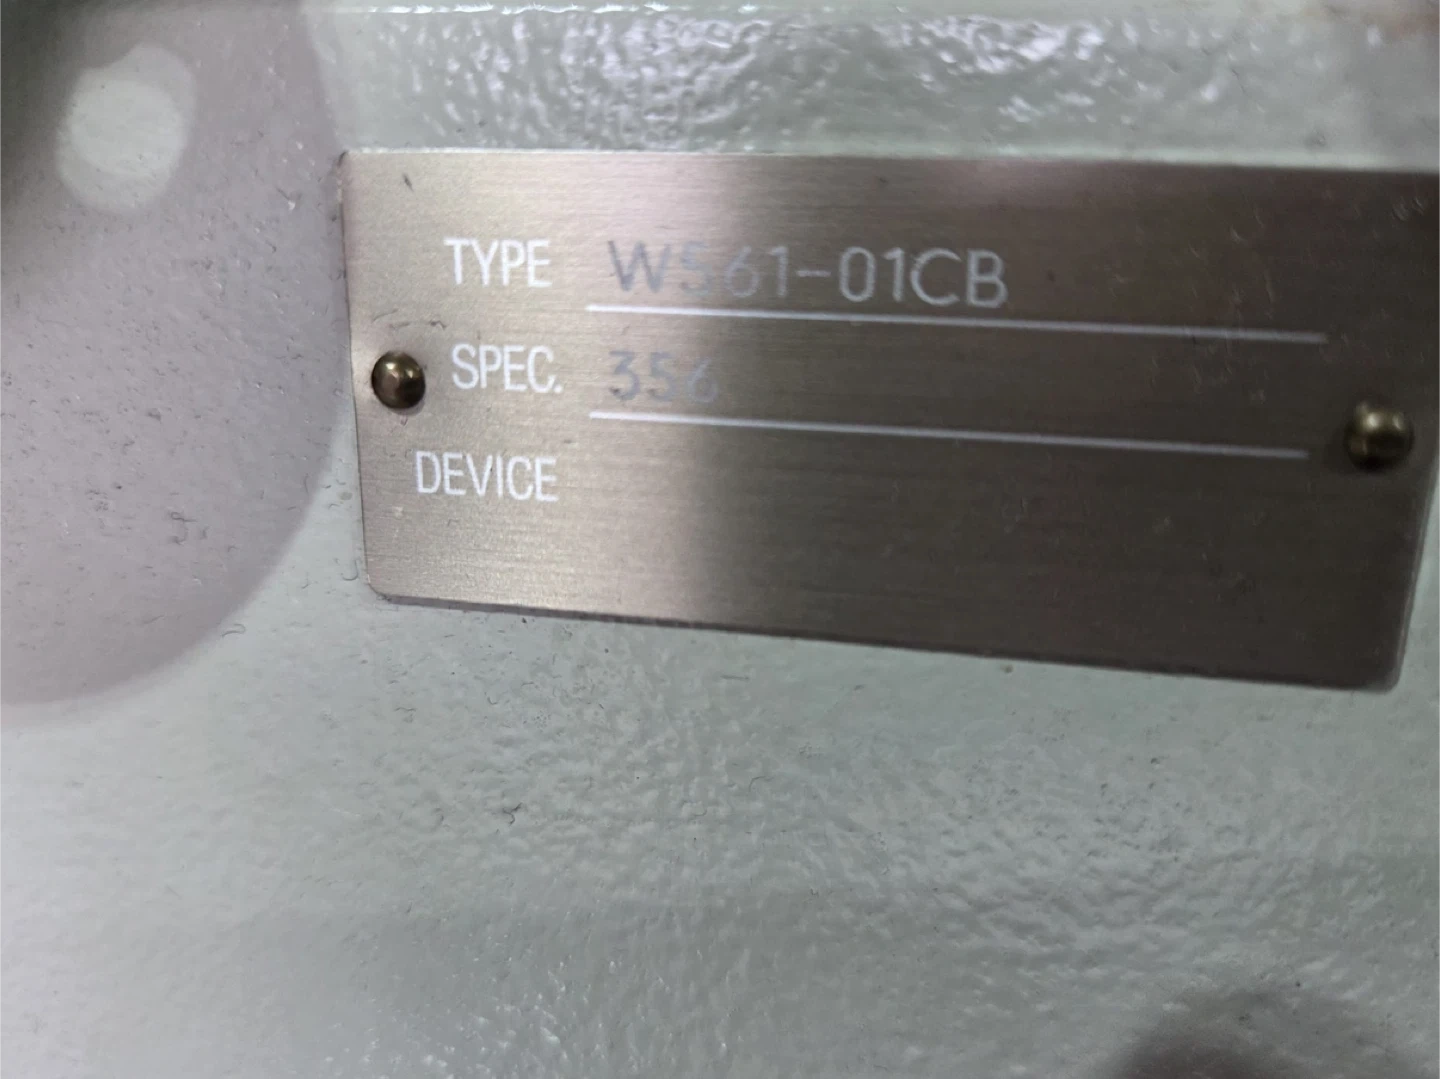 TYPE W561-01CB
SPEC. 356
DEVICE